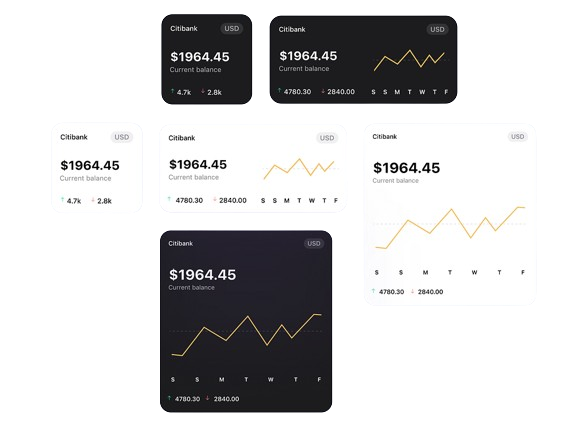 Citibank USD
$1964.45
Current balance
↑ 4.7k ↓ 2.8k
Citibank USD
$1964.45
Current balance
↑ 4780.30 ↓ 2840.00 S S M T W T F
Citibank USD
$1964.45
Current balance
↑ 4.7k ↓ 2.8k
Citibank USD
$1964.45
Current balance
↑ 4780.30 ↓ 2840.00 S S M T W T F
Citibank USD
$1964.45
Current balance
S S M T W T F
↑ 4780.30 ↓ 2840.00
Citibank USD
$1964.45
Current balance
S S M T W T F
↑ 4780.30 ↓ 2840.00